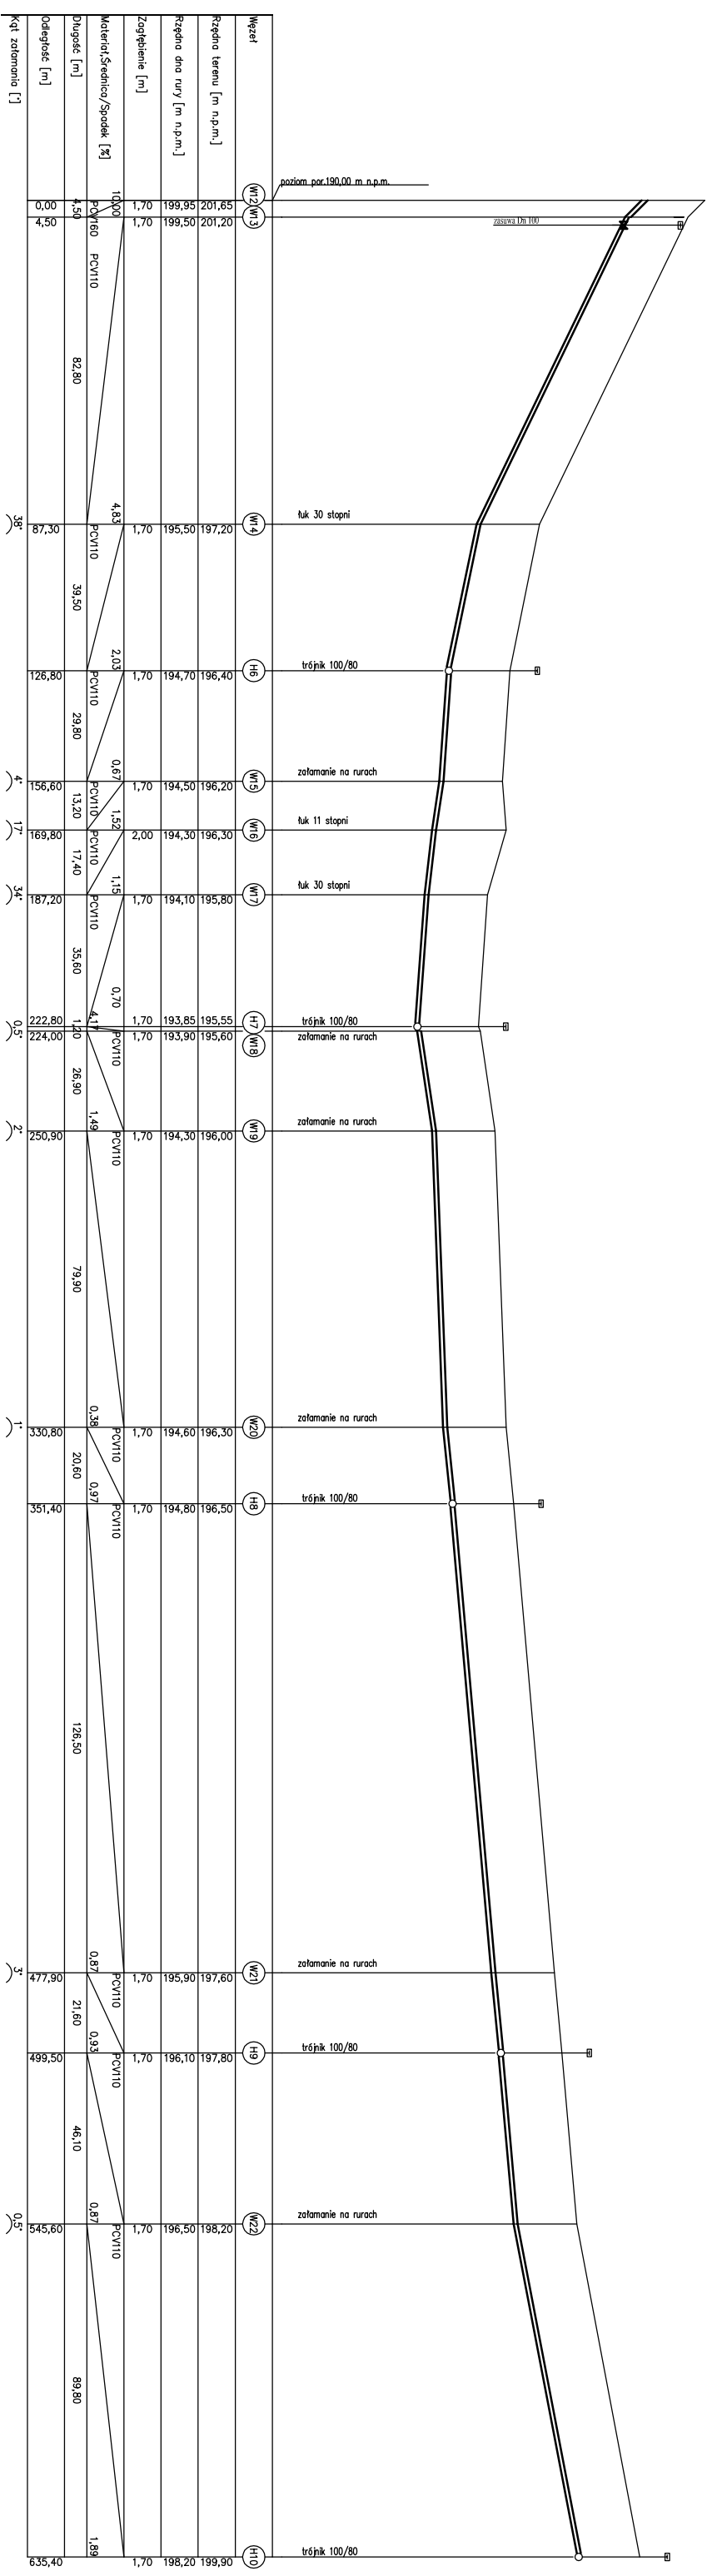 poziom por.190,00 m n.p.m.
zasuwa Dn 100
łuk 30 stopni
trójnik 100/80
załamanie na rurach
łuk 11 stopni
łuk 30 stopni
trójnik 100/80
załamanie na rurach
załamanie na rurach
załamanie na rurach
trójnik 100/80
załamanie na rurach
trójnik 100/80
załamanie na rurach
trójnik 100/80
Węzeł W12 W13 W14 H6 W15 W16 W17 H7 W18 W19 W20 H8 W21 H9 W22 H10
Rzędna terenu [m n.p.m.] 201,65 201,20 197,20 196,40 196,20 196,30 195,80 195,55 195,60 196,00 196,30 196,50 197,60 197,80 198,20 199,90
Rzędna dna rury [m n.p.m.] 199,95 199,50 195,50 194,70 194,50 194,30 194,10 193,85 193,90 194,30 194,60 194,80 195,90 196,10 196,50 198,20
Zagłębienie [m] 1,70 1,70 1,70 1,70 1,70 2,00 1,70 1,70 1,70 1,70 1,70 1,70 1,70 1,70 1,70 1,70
Materiał,Średnica/Spadek [%] 10,00 4,83 2,03 0,67 1,52 1,15 0,70 4,17 1,49 0,38 0,97 0,87 0,93 0,87 1,89
PCV160 PCV110 PCV110 PCV110 PCV110 PCV110 PCV110 PCV110 PCV110 PCV110 PCV110 PCV110 PCV110 PCV110 PCV110
Długość [m] 4,50 82,80 39,50 29,80 13,20 17,40 35,60 1,20 26,90 79,90 20,60 126,50 21,60 46,10 89,80
Odległość [m] 0,00 4,50 87,30 126,80 156,60 169,80 187,20 222,80 224,00 250,90 330,80 351,40 477,90 499,50 545,60 635,40
Kąt załamania [°] 38° 4° 17° 34° 0,5° 2° 1° 3° 0,5°